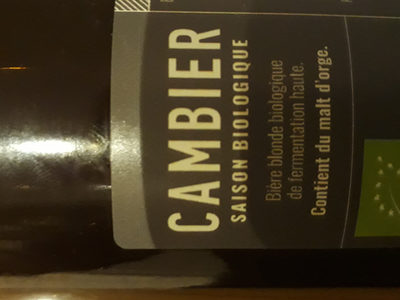 CAMBIER
SAISON BIOLOGIQUE
Bière blonde biologique
de fermentation haute.
Contient du malt d'orge.